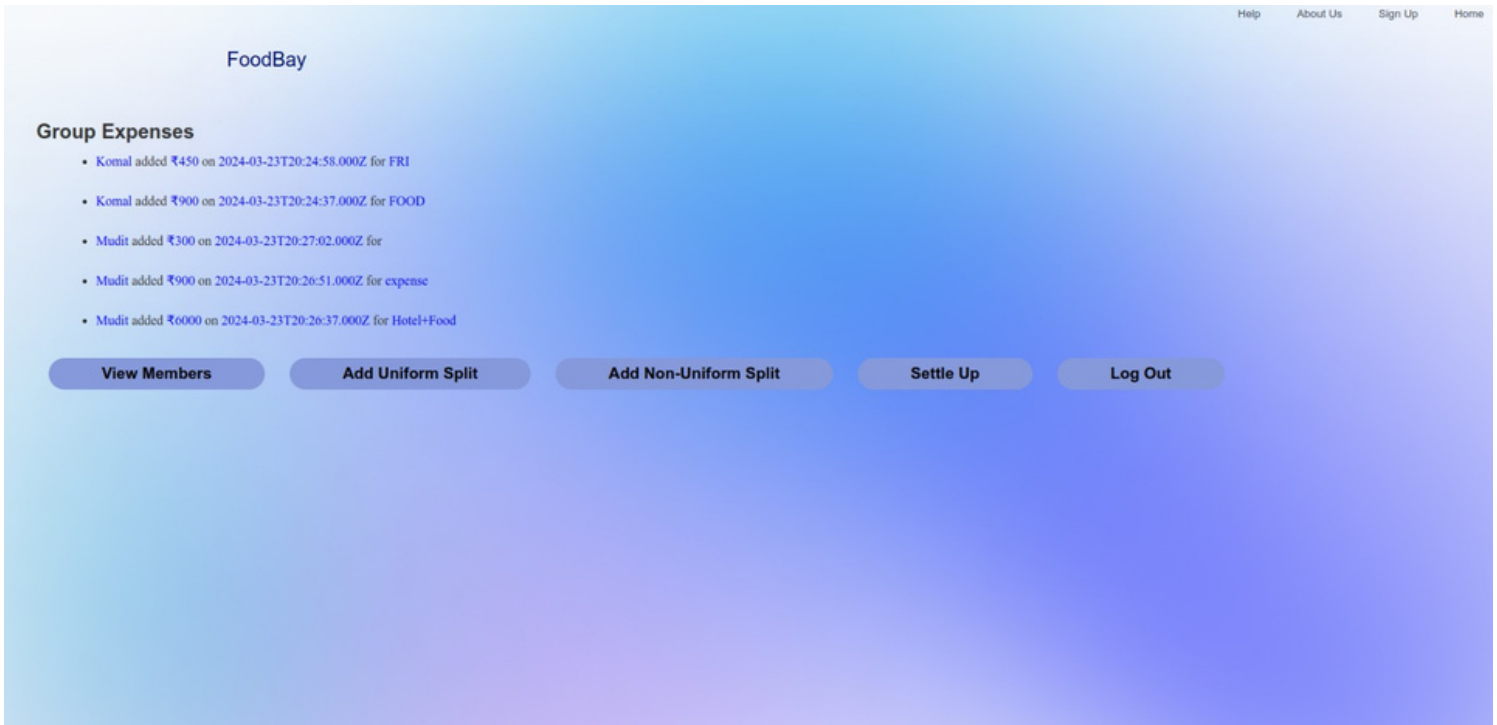 Help About Us Sign Up Home
FoodBay
Group Expenses
• Komal added ₹450 on 2024-03-23T20:24:58.000Z for FRI
• Komal added ₹900 on 2024-03-23T20:24:37.000Z for FOOD
• Mudit added ₹300 on 2024-03-23T20:27:02.000Z for
• Mudit added ₹900 on 2024-03-23T20:26:51.000Z for expense
• Mudit added ₹6000 on 2024-03-23T20:26:37.000Z for Hotel+Food
View Members Add Uniform Split Add Non-Uniform Split Settle Up Log Out